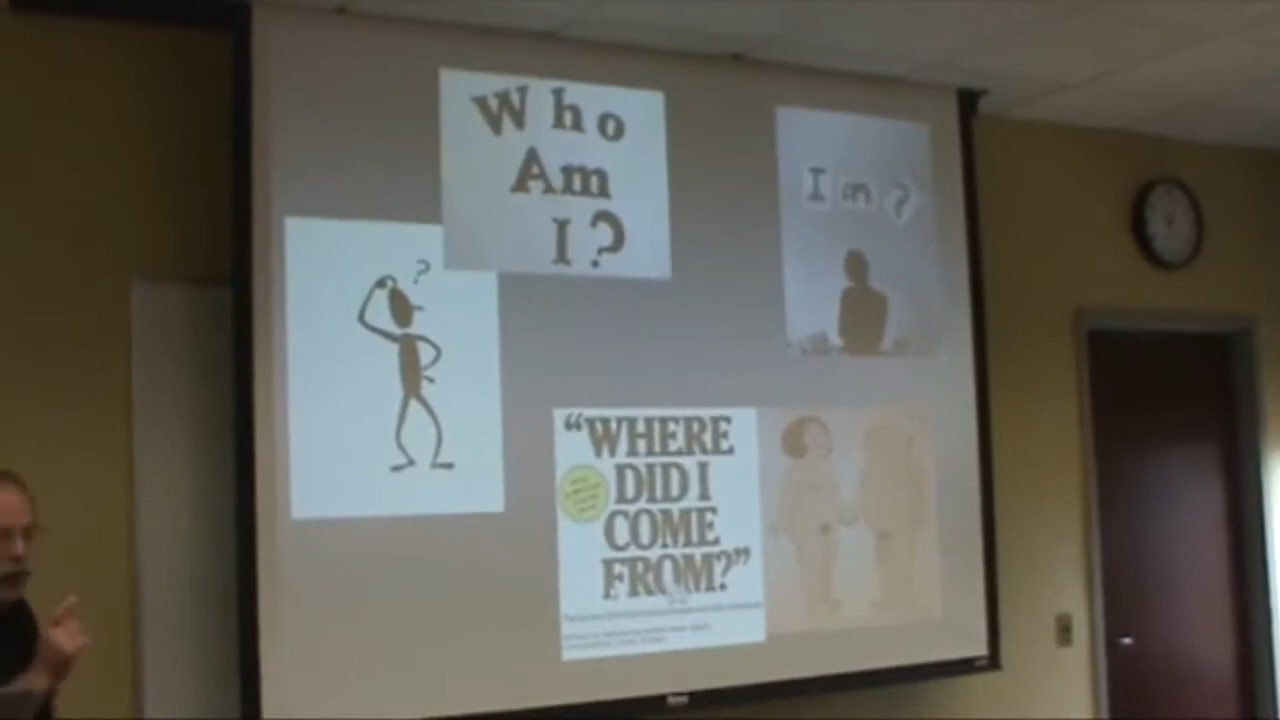 Who
Am
I?
I am?
?
"WHERE
DID I
COME
FROM?"